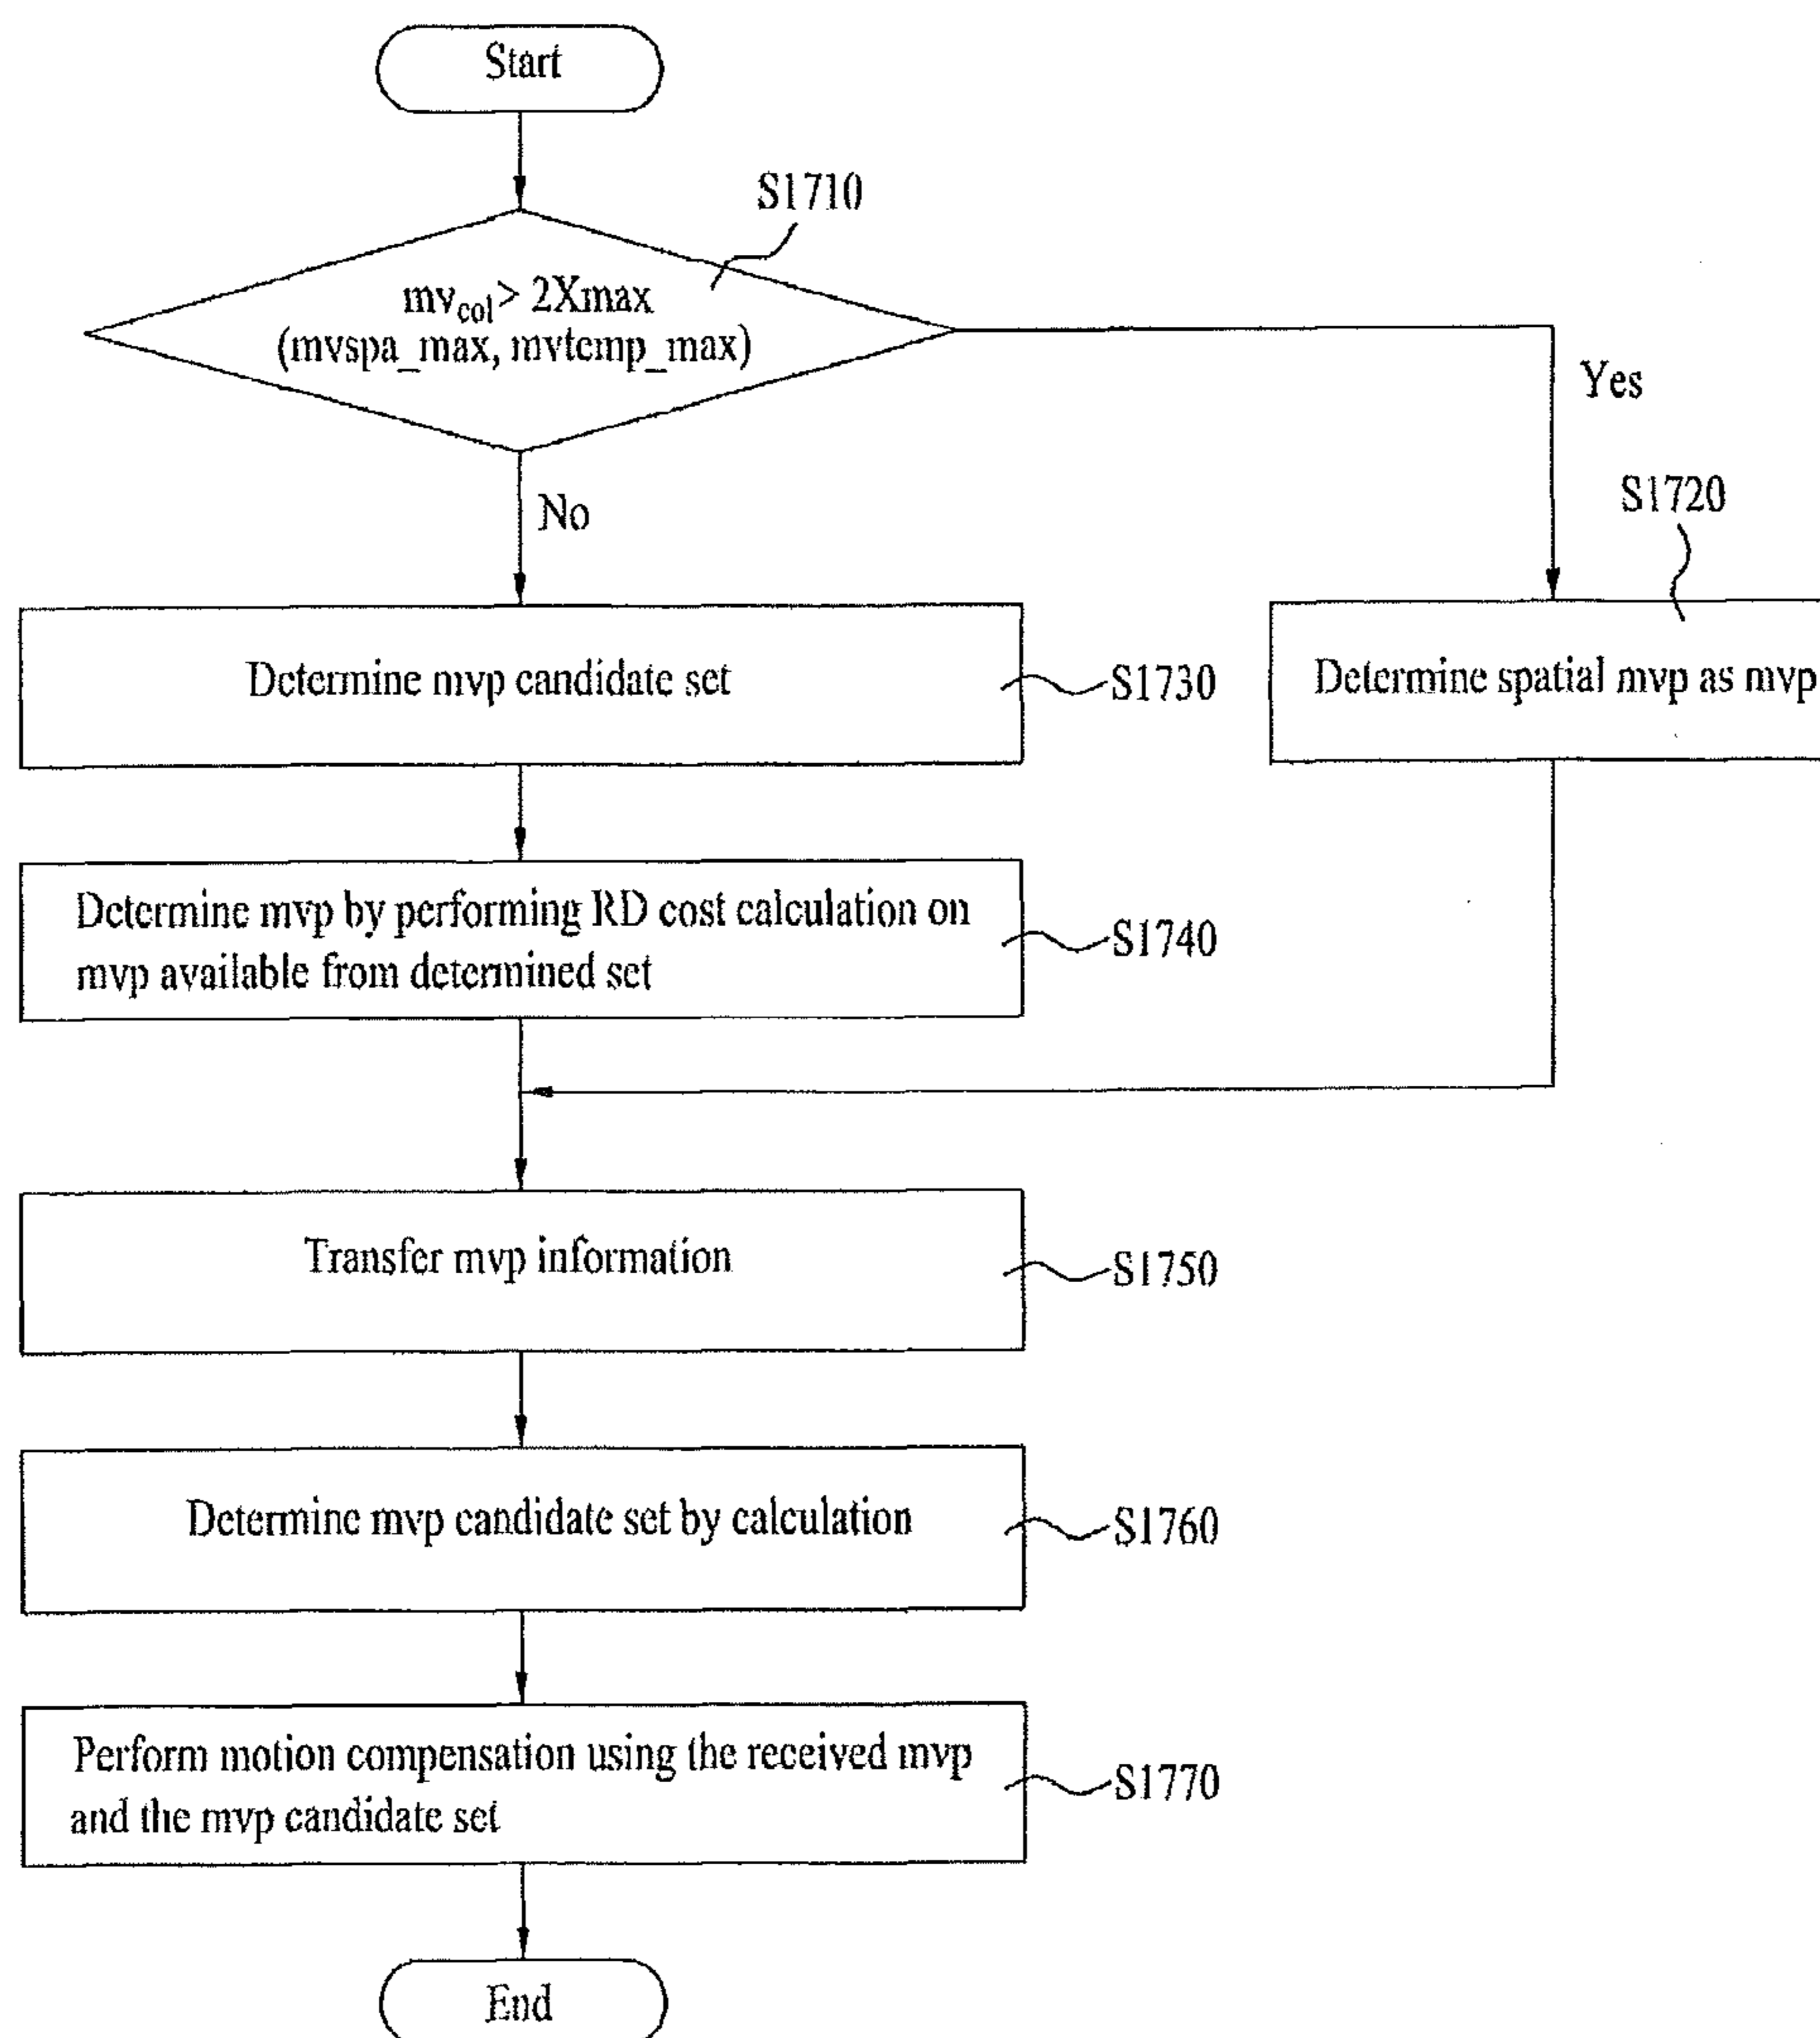 Start
S1710
mvcol> 2Xmax
(mvspa_max, mvtemp_max)
Yes
No
S1720
Determine mvp candidate set
S1730
Determine spatial mvp as mvp
Determine mvp by performing RD cost calculation on
mvp available from determined set
S1740
Transfer mvp information
S1750
Determine mvp candidate set by calculation
S1760
Perform motion compensation using the received mvp
and the mvp candidate set
S1770
End